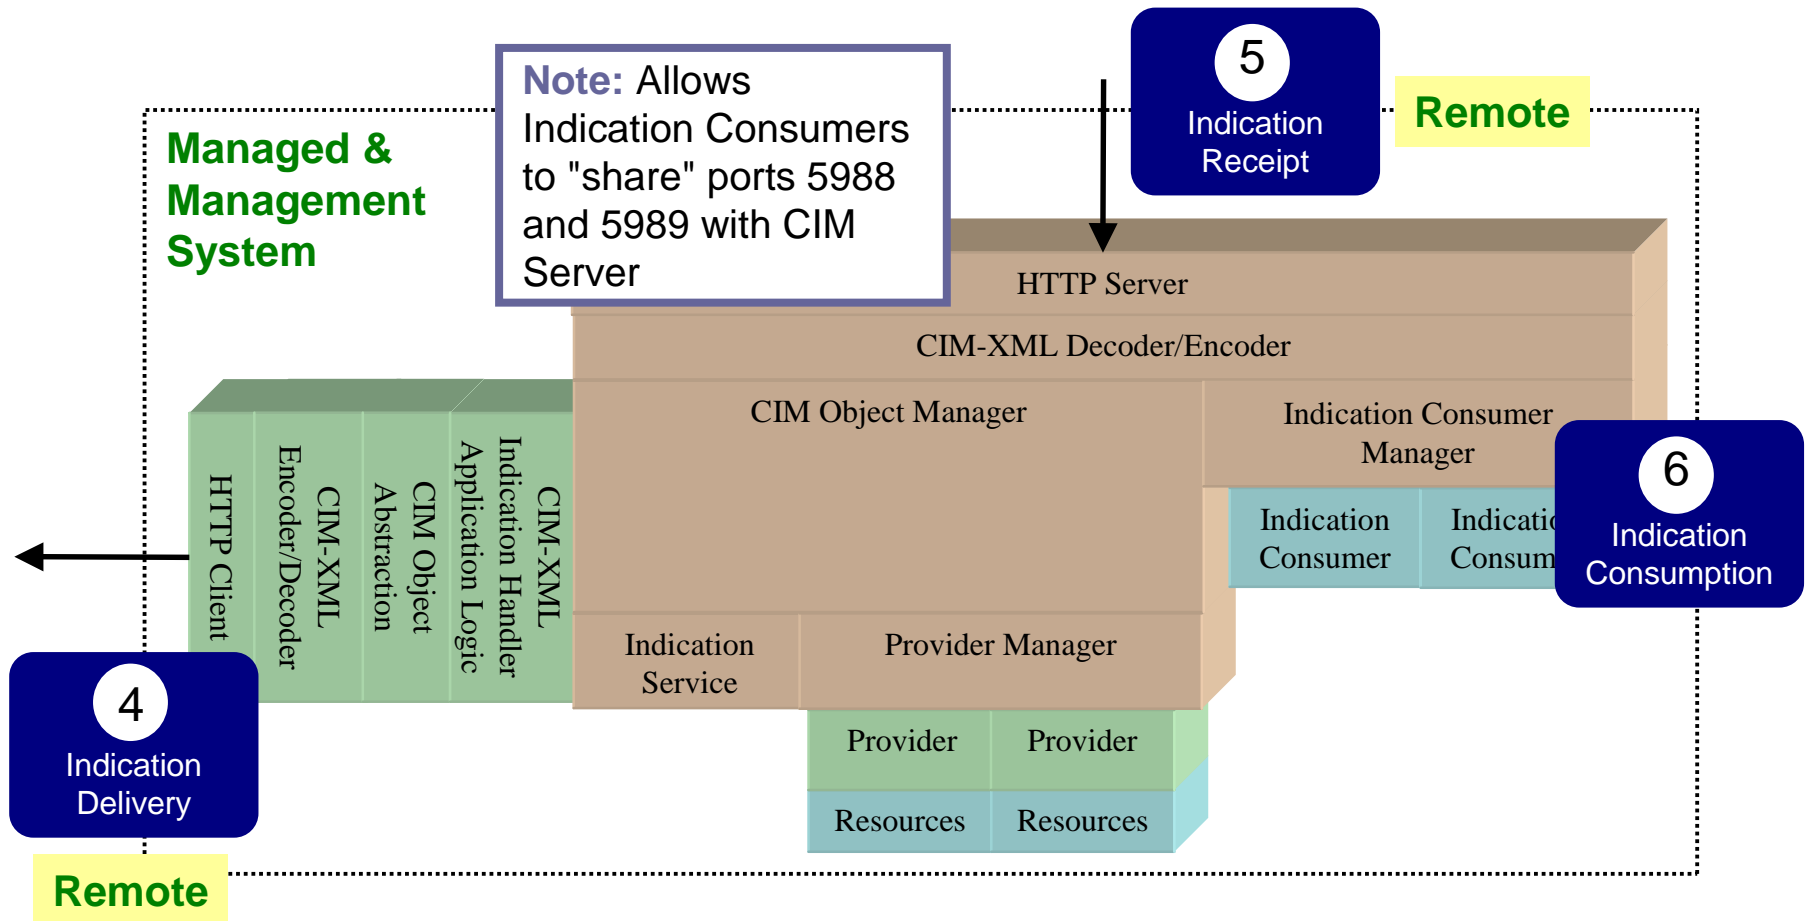 Note: Allows
Indication Consumers
to "share" ports 5988
and 5989 with CIM
Server
5
Indication
Receipt
Remote
Managed &
Management
System
HTTP Server
CIM-XML Decoder/Encoder
CIM Object Manager
Indication Consumer
Manager
HTTP Client
CIM-XML
Encoder/Decoder
CIM Object
Abstraction
CIM-XML
Indication Handler
Application Logic
Indication
Consumer
Indicatio
Consum
6
Indication
Consumption
Indication
Service
Provider Manager
4
Indication
Delivery
Provider
Provider
Resources
Resources
Remote